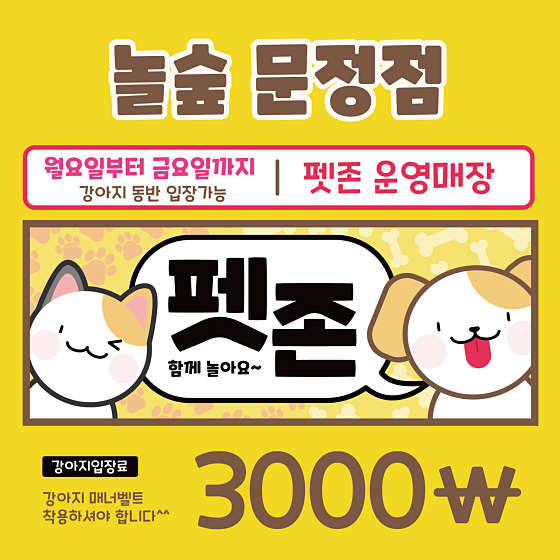 놀숲 문정점
월요일부터 금요일까지
강아지 동반 입장가능
펫존 운영매장
펫존
함께 놀아요~
강아지입장료
강아지 매너벨트
착용하셔야 합니다^^
3000₩